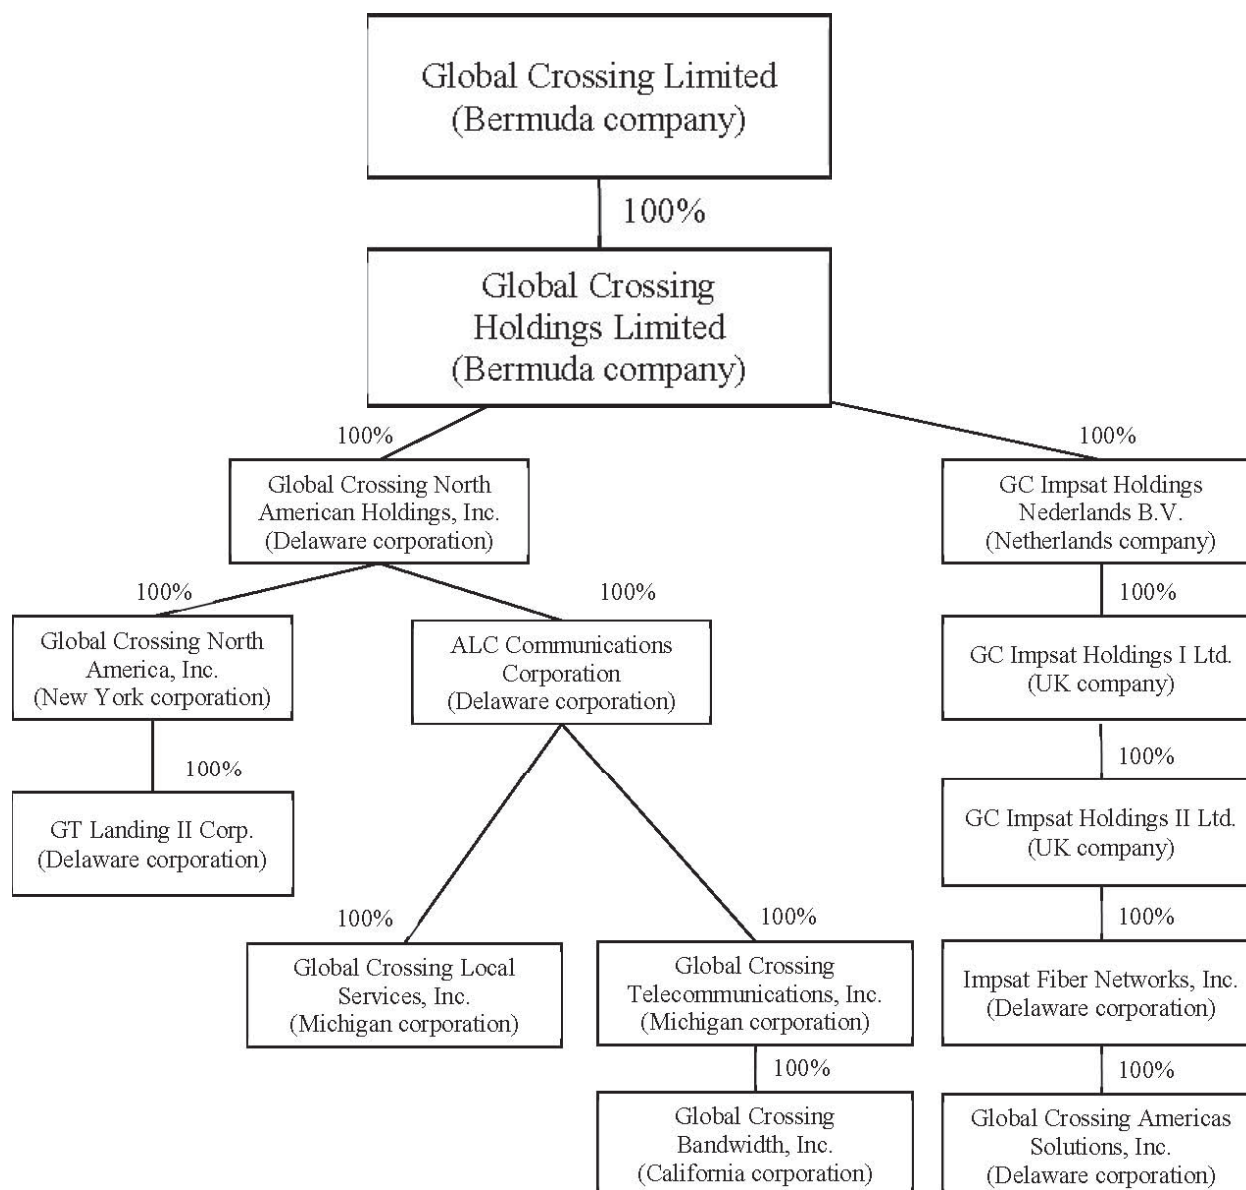 Global Crossing Limited
(Bermuda company)
100%
Global Crossing
Holdings Limited
(Bermuda company)
100%
100%
Global Crossing North
American Holdings, Inc.
(Delaware corporation)
GC Impsat Holdings
Nederlands B.V.
(Netherlands company)
100%
100%
100%
Global Crossing North
America, Inc.
(New York corporation)
ALC Communications
Corporation
(Delaware corporation)
GC Impsat Holdings I Ltd.
(UK company)
100%
100%
GT Landing II Corp.
(Delaware corporation)
GC Impsat Holdings II Ltd.
(UK company)
100%
100%
100%
Global Crossing Local
Services, Inc.
(Michigan corporation)
Global Crossing
Telecommunications, Inc.
(Michigan corporation)
Impsat Fiber Networks, Inc.
(Delaware corporation)
100%
100%
Global Crossing
Bandwidth, Inc.
(California corporation)
Global Crossing Americas
Solutions, Inc.
(Delaware corporation)